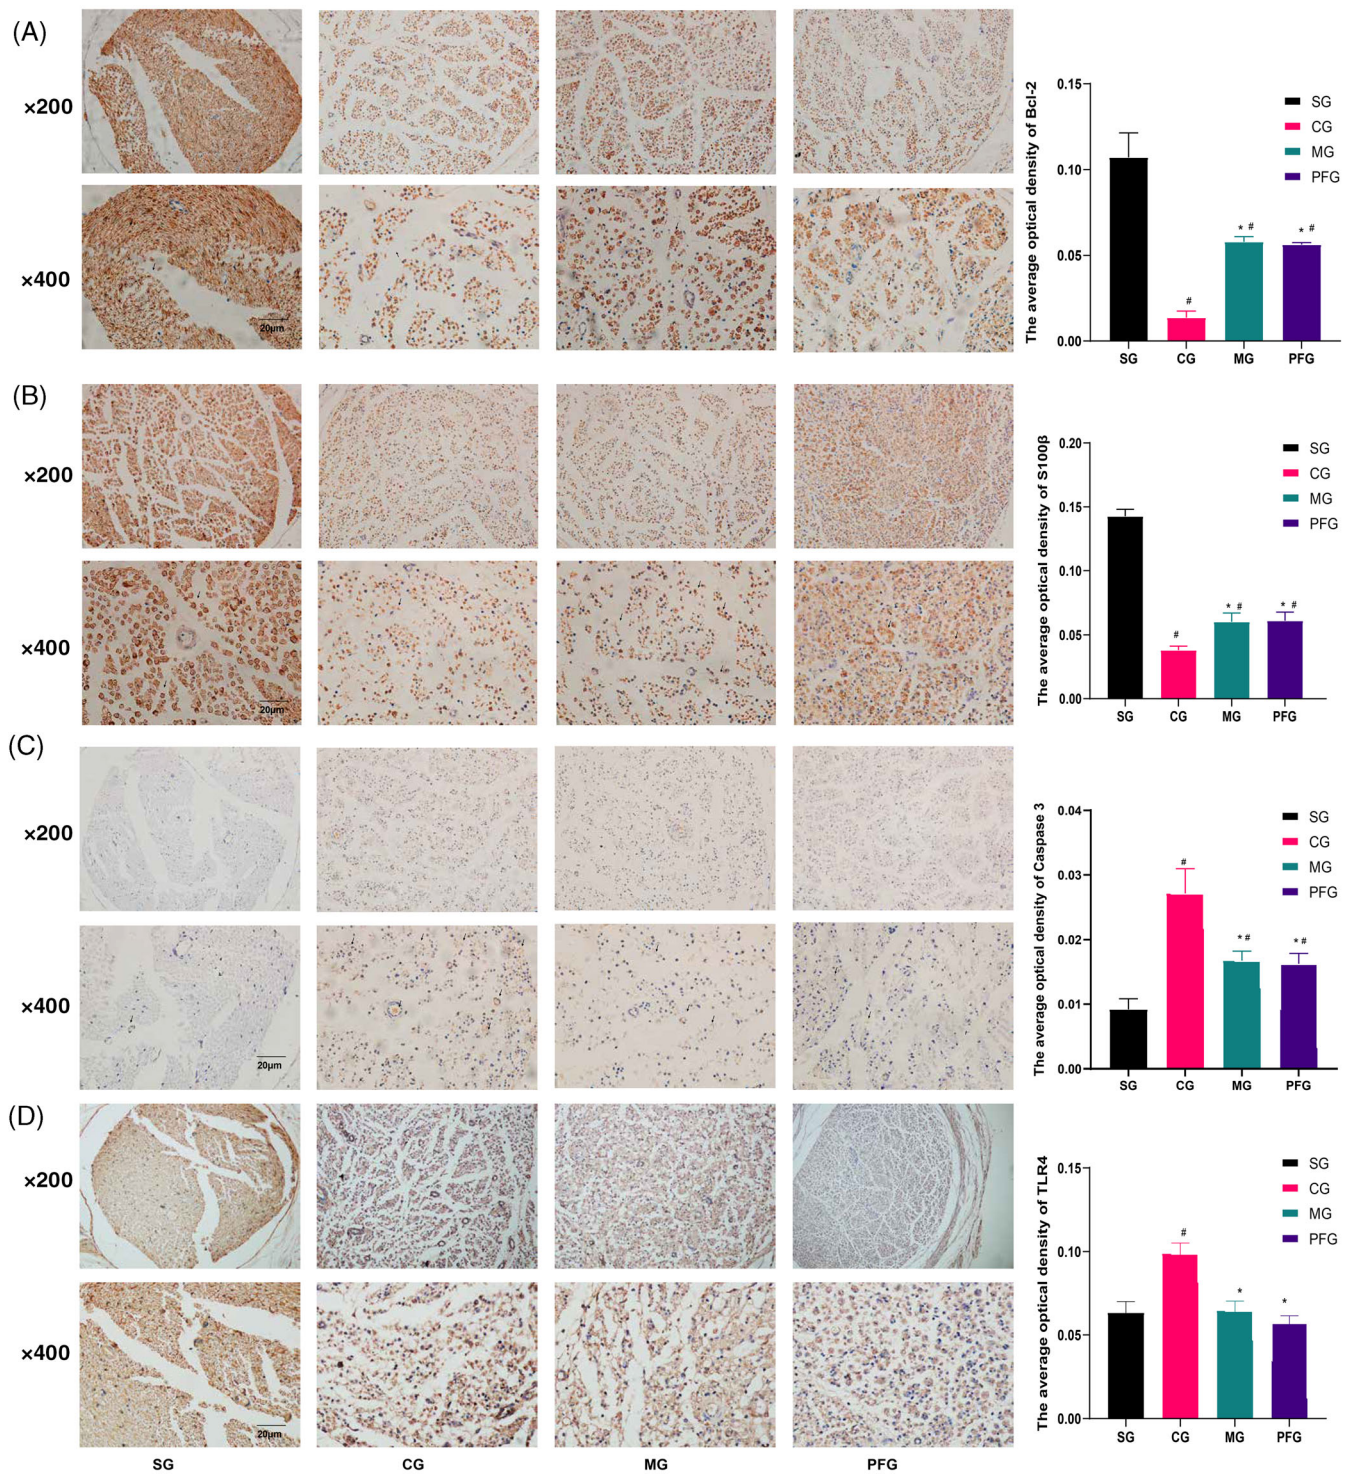 (A)
×200
×400
20μm
The average optical density of Bcl-2
0.15
0.10
0.05
0.00
SG
CG
MG
PFG
#
* #
* #
SG CG MG PFG
(B)
×200
×400
20μm
The average optical density of S100β
0.20
0.15
0.10
0.05
0.00
SG
CG
MG
PFG
#
* #
* #
SG CG MG PFG
(C)
×200
×400
20μm
The average optical density of Caspase 3
0.04
0.03
0.02
0.01
0.00
SG
CG
MG
PFG
#
* #
* #
SG CG MG PFG
(D)
×200
×400
20μm
The average optical density of TLR4
0.15
0.10
0.05
0.00
SG
CG
MG
PFG
#
*
*
SG CG MG PFG
SG CG MG PFG